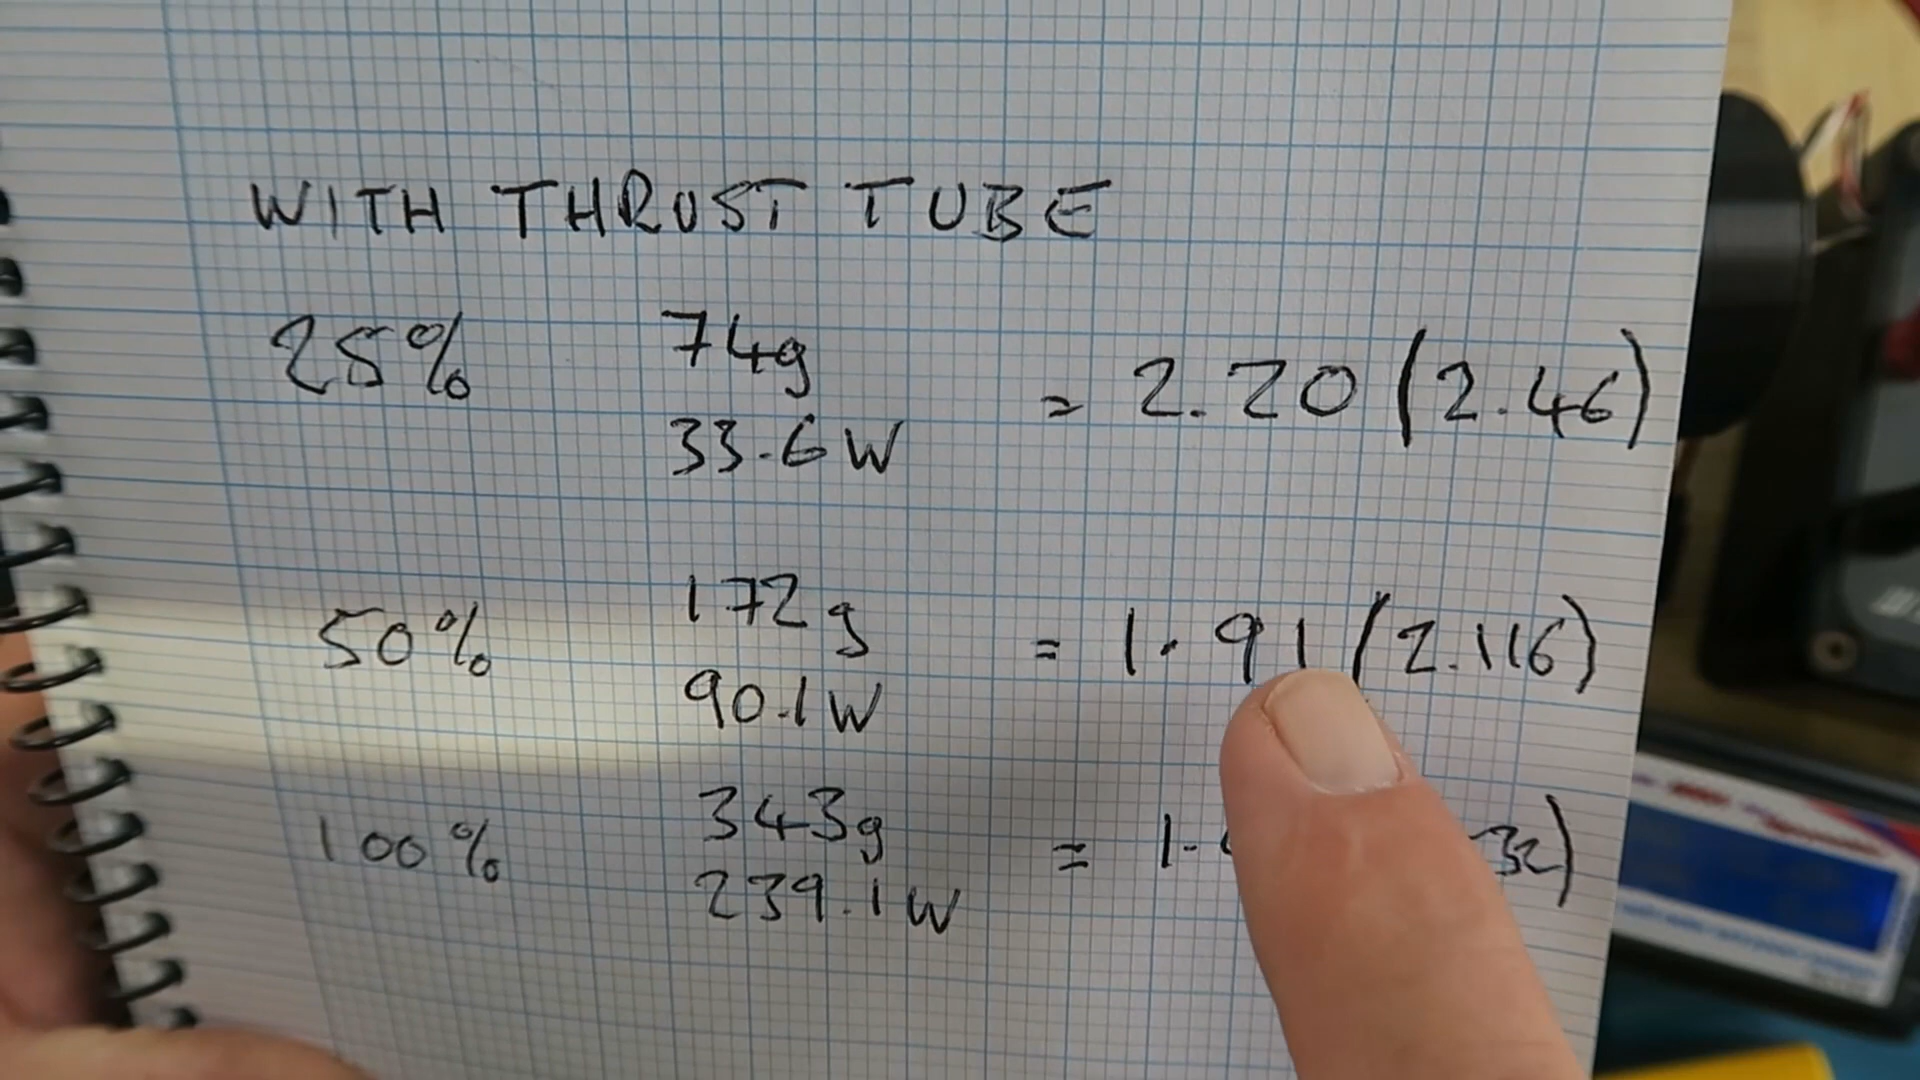 WITH THRUST TUBE
25% 74g = 2.20 (2.46)
33.6W
50% 172g = 1.91 (2.116)
90.1W
100% 343g = 1.
239.1W